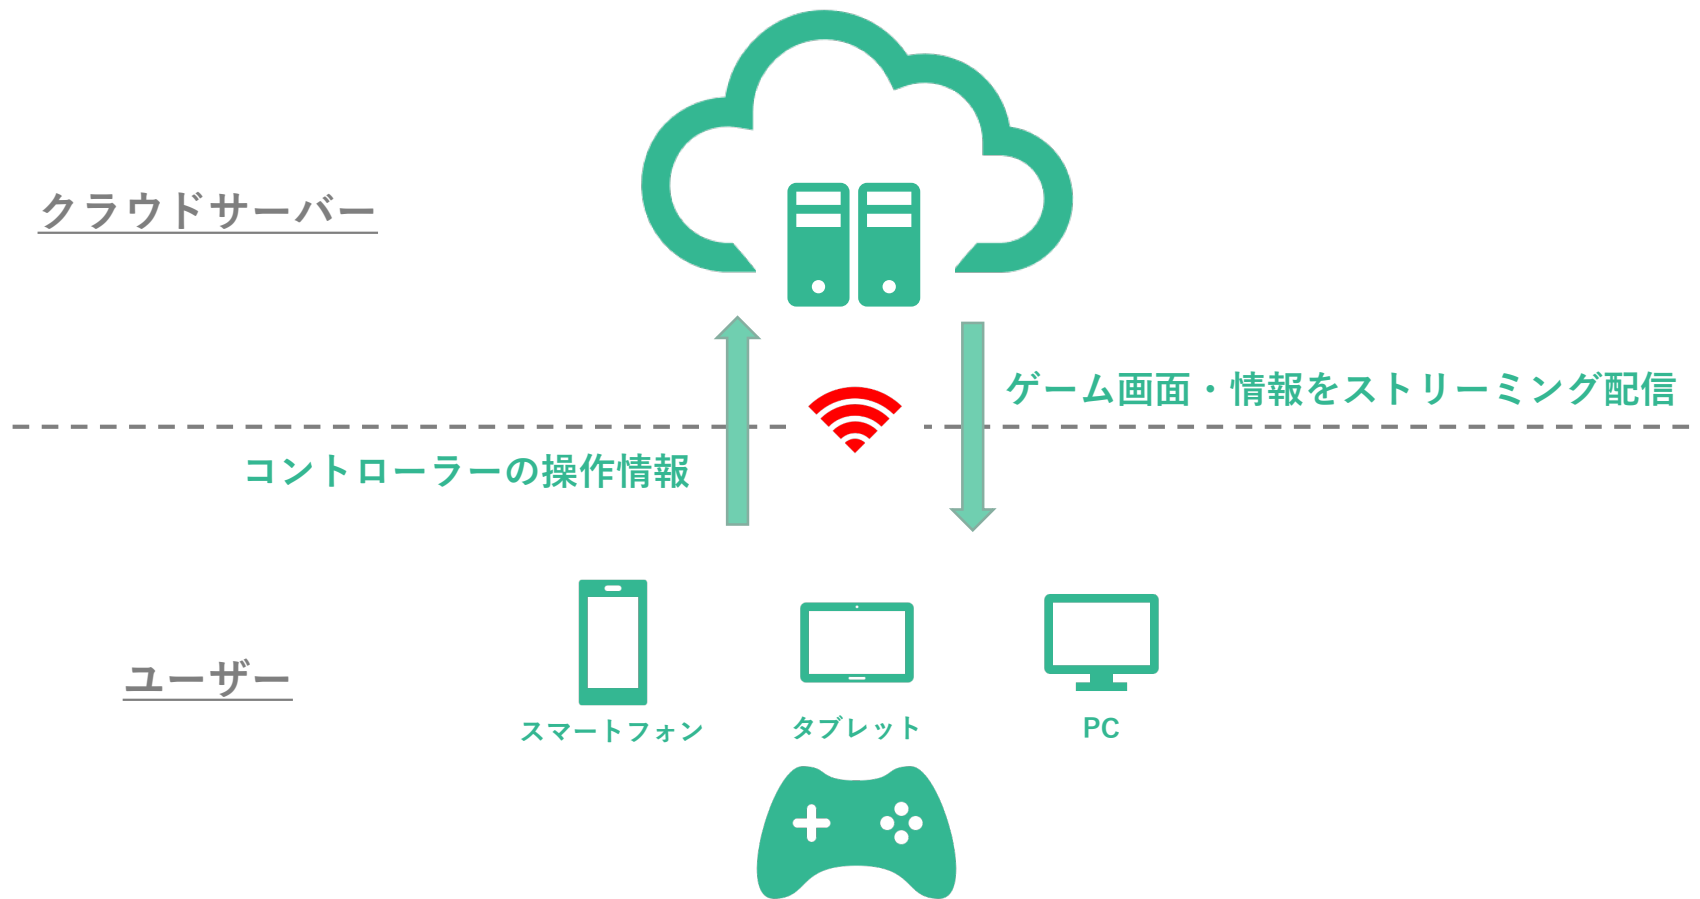 クラウドサーバー
ゲーム画面・情報をストリーミング配信
コントローラーの操作情報
ユーザー
スマートフォン
タブレット
PC